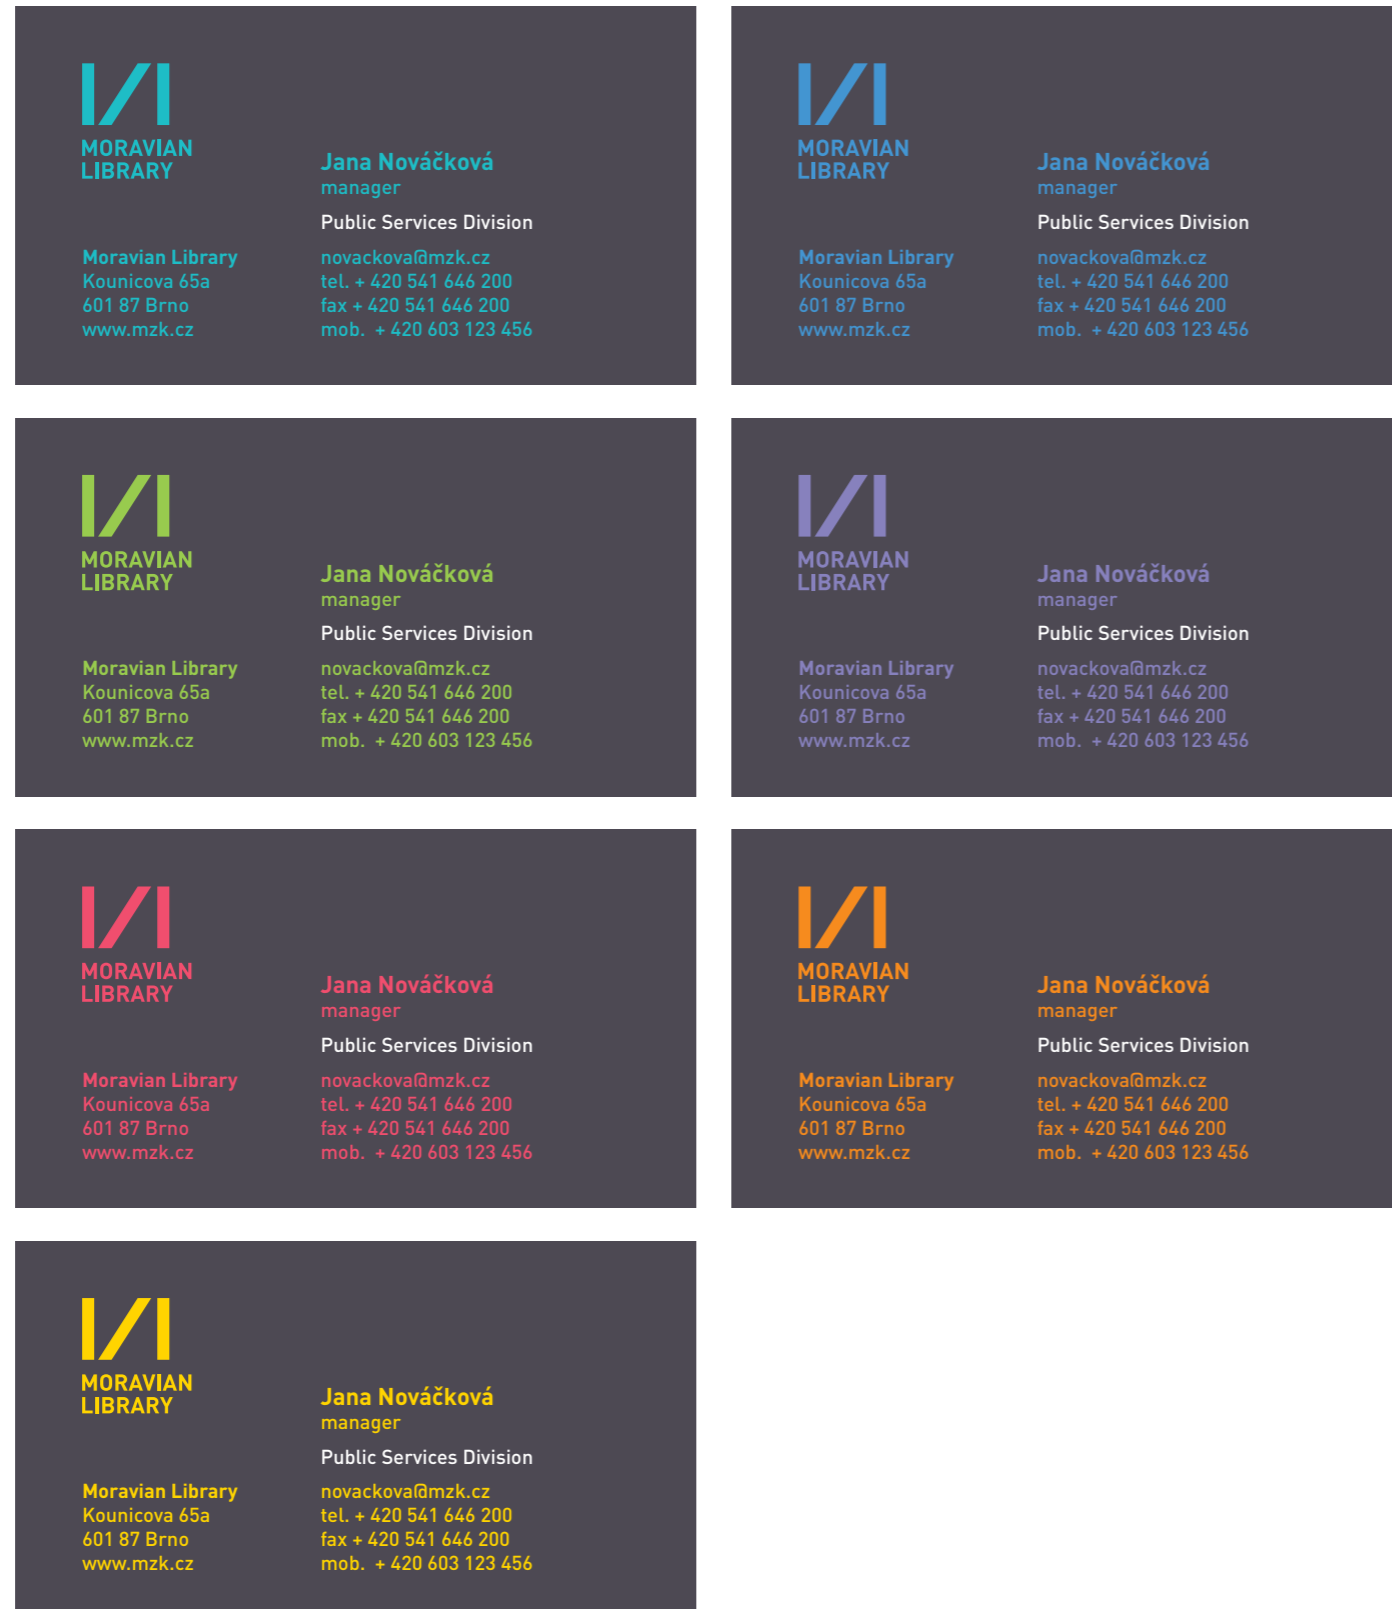 MORAVIAN
LIBRARY
Jana Nováčková
manager
Public Services Division
Moravian Library
Kounicova 65a
601 87 Brno
www.mzk.cz
novackova@mzk.cz
tel. + 420 541 646 200
fax + 420 541 646 200
mob. + 420 603 123 456
MORAVIAN
LIBRARY
Jana Nováčková
manager
Public Services Division
Moravian Library
Kounicova 65a
601 87 Brno
www.mzk.cz
novackova@mzk.cz
tel. + 420 541 646 200
fax + 420 541 646 200
mob. + 420 603 123 456
MORAVIAN
LIBRARY
Jana Nováčková
manager
Public Services Division
Moravian Library
Kounicova 65a
601 87 Brno
www.mzk.cz
novackova@mzk.cz
tel. + 420 541 646 200
fax + 420 541 646 200
mob. + 420 603 123 456
MORAVIAN
LIBRARY
Jana Nováčková
manager
Public Services Division
Moravian Library
Kounicova 65a
601 87 Brno
www.mzk.cz
novackova@mzk.cz
tel. + 420 541 646 200
fax + 420 541 646 200
mob. + 420 603 123 456
MORAVIAN
LIBRARY
Jana Nováčková
manager
Public Services Division
Moravian Library
Kounicova 65a
601 87 Brno
www.mzk.cz
novackova@mzk.cz
tel. + 420 541 646 200
fax + 420 541 646 200
mob. + 420 603 123 456
MORAVIAN
LIBRARY
Jana Nováčková
manager
Public Services Division
Moravian Library
Kounicova 65a
601 87 Brno
www.mzk.cz
novackova@mzk.cz
tel. + 420 541 646 200
fax + 420 541 646 200
mob. + 420 603 123 456
MORAVIAN
LIBRARY
Jana Nováčková
manager
Public Services Division
Moravian Library
Kounicova 65a
601 87 Brno
www.mzk.cz
novackova@mzk.cz
tel. + 420 541 646 200
fax + 420 541 646 200
mob. + 420 603 123 456